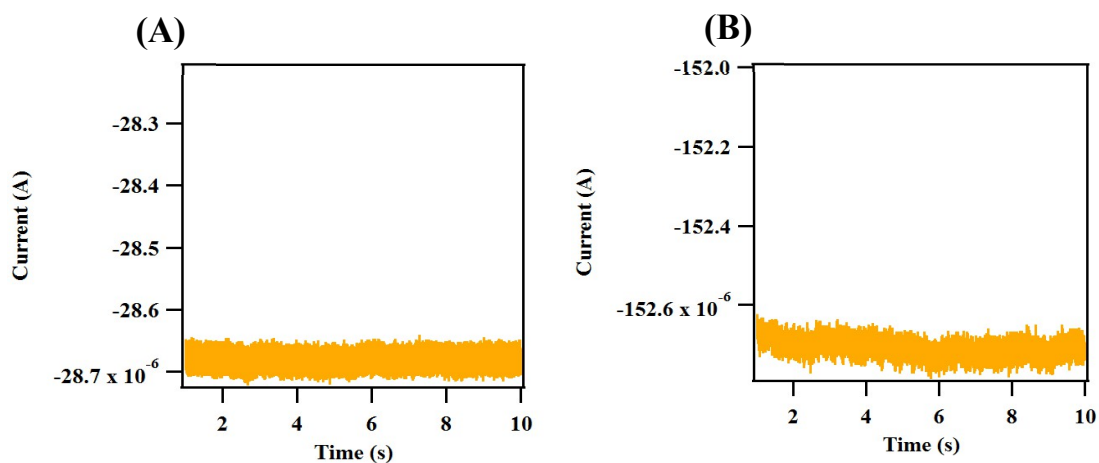 (A)
Current (A)
-28.3
-28.4
-28.5
-28.6
-28.7 x 10⁻⁶
2 4 6 8 10
Time (s)
(B)
Current (A)
-152.0
-152.2
-152.4
-152.6 x 10⁻⁶
2 4 6 8 10
Time (s)